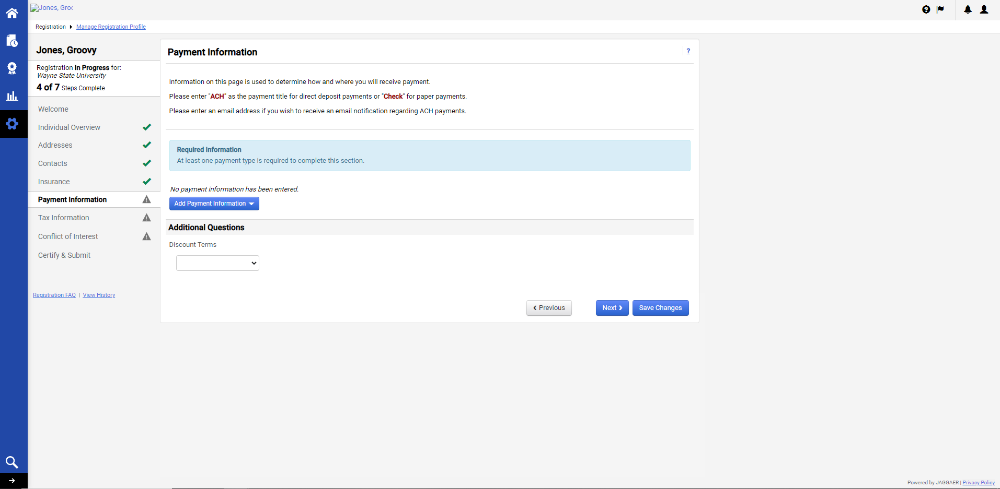 Jones, Groo
Registration Manage Registration Profile
Jones, Groovy
Registration In Progress for:
Wayne State University
4 of 7 Steps Complete
Welcome
Individual Overview
Addresses
Contacts
Insurance
Payment Information
Tax Information
Conflict of Interest
Certify & Submit
Registration FAQ | View History
Payment Information
?
Information on this page is used to determine how and where you will receive payment.
Please enter "ACH" as the payment title for direct deposit payments or "Check" for paper payments.
Please enter an email address if you wish to receive an email notification regarding ACH payments.
Required Information
At least one payment type is required to complete this section.
No payment information has been entered.
Add Payment Information
Additional Questions
Discount Terms
Previous
Next
Save Changes
Powered by JAGGAER | Privacy Policy